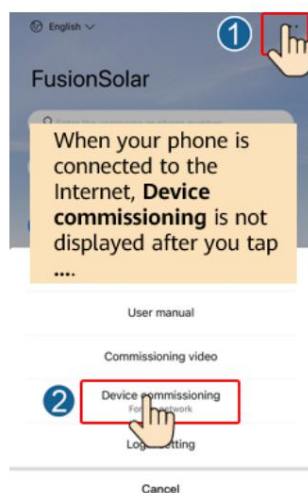 English
1
FusionSolar
When your phone is
connected to the
Internet, Device
commissioning is not
displayed after you tap
....
User manual
Commissioning video
2
Device commissioning
network
Setting
Cancel